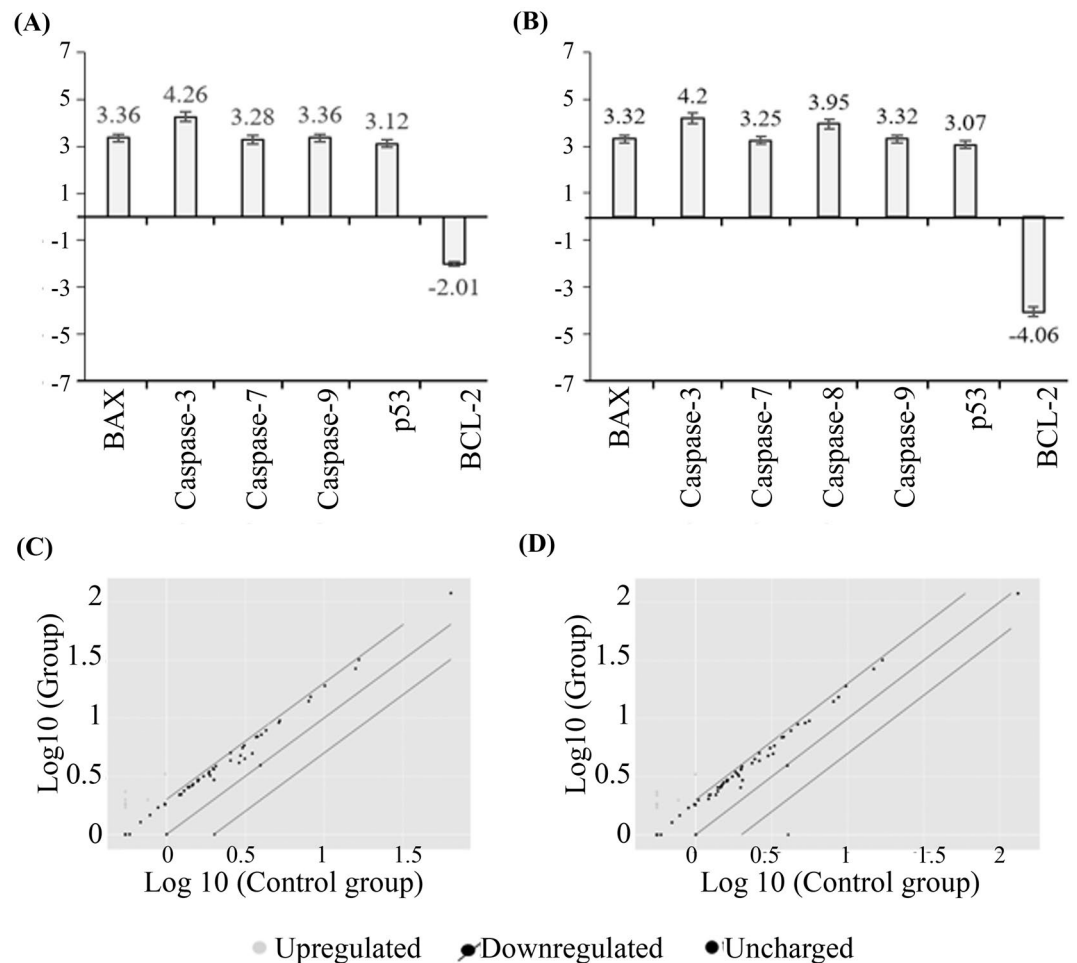 (A)
7
5
3
1
-1
-3
-5
-7
3.36
4.26
3.28
3.36
3.12
-2.01
BAX
Caspase-3
Caspase-7
Caspase-9
p53
BCL-2
(B)
7
5
3
1
-1
-3
-5
-7
3.32
4.2
3.25
3.95
3.32
3.07
-4.06
BAX
Caspase-3
Caspase-7
Caspase-8
Caspase-9
p53
BCL-2
(C)
Log10 (Group)
2
1.5
1
0.5
0
0 0.5 1 1.5
Log 10 (Control group)
(D)
Log10 (Group)
2
1.5
1
0.5
0
0 0.5 1 1.5 2
Log 10 (Control group)
Upregulated Downregulated Uncharged